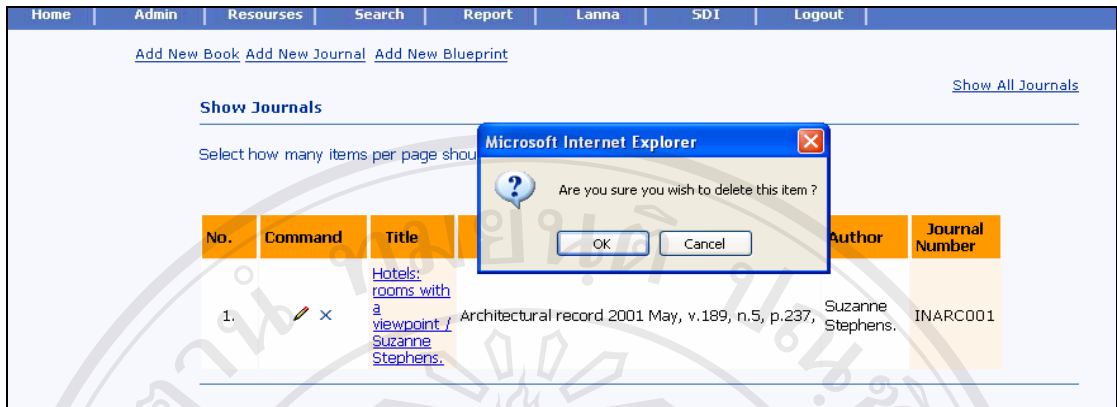 Home | Admin | Resourses | Search | Report | Lanna | SDI | Logout |
Add New Book Add New Journal Add New Blueprint
Show All Journals
Show Journals
Select how many items per page
Microsoft Internet Explorer
Are you sure you wish to delete this item ?
OK Cancel
No. Command Title Author Journal Number
1.
Hotels:
rooms with
a
viewpoint /
Suzanne
Stephens.
Architectural record 2001 May, v.189, n.5, p.237,
Suzanne
Stephens.
INARC001